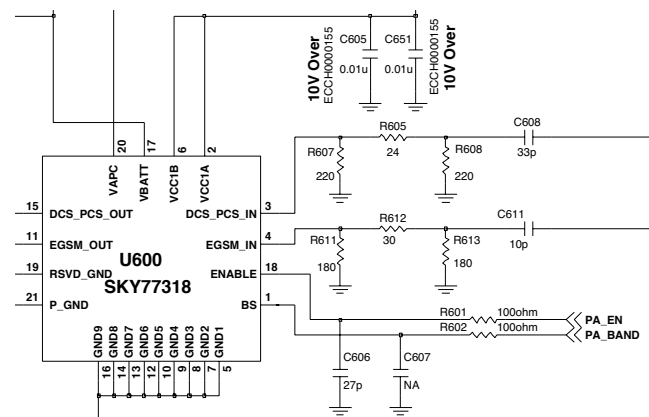 10V Over
ECCH0000155
C605
0.01u
C651
0.01u
10V Over
ECCH0000155
20
17
6
2
VAPC
VBATT
VCC1B
VCC1A
R607
220
R605
24
R608
220
C608
33p
15
DCS_PCS_OUT
DCS_PCS_IN
3
11
EGSM_OUT
EGSM_IN
4
R611
180
R612
30
R613
180
C611
10p
U600
SKY77318
19
RSVD_GND
ENABLE
18
21
P_GND
BS
1
R601
100ohm
PA_EN
R602
100ohm
PA_BAND
GND9
GND8
GND7
GND6
GND5
GND4
GND3
GND2
GND1
16
14
13
12
10
9
8
7
5
C606
27p
C607
NA